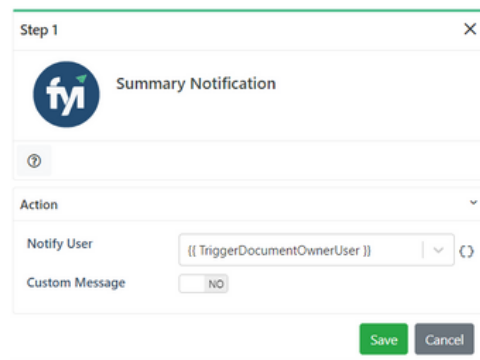 Step 1
fyi
Summary Notification
Action
Notify User
{{ TriggerDocumentOwnerUser }}
{}
Custom Message
NO
Save
Cancel